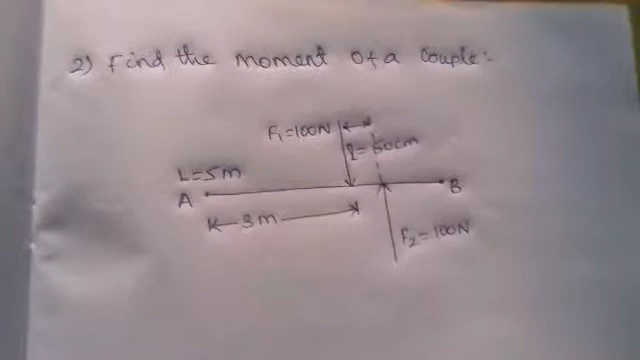 2) Find the moment of a couple:
F₁=100N
l=50cm
L=5m
A
B
3m
F₂=100N